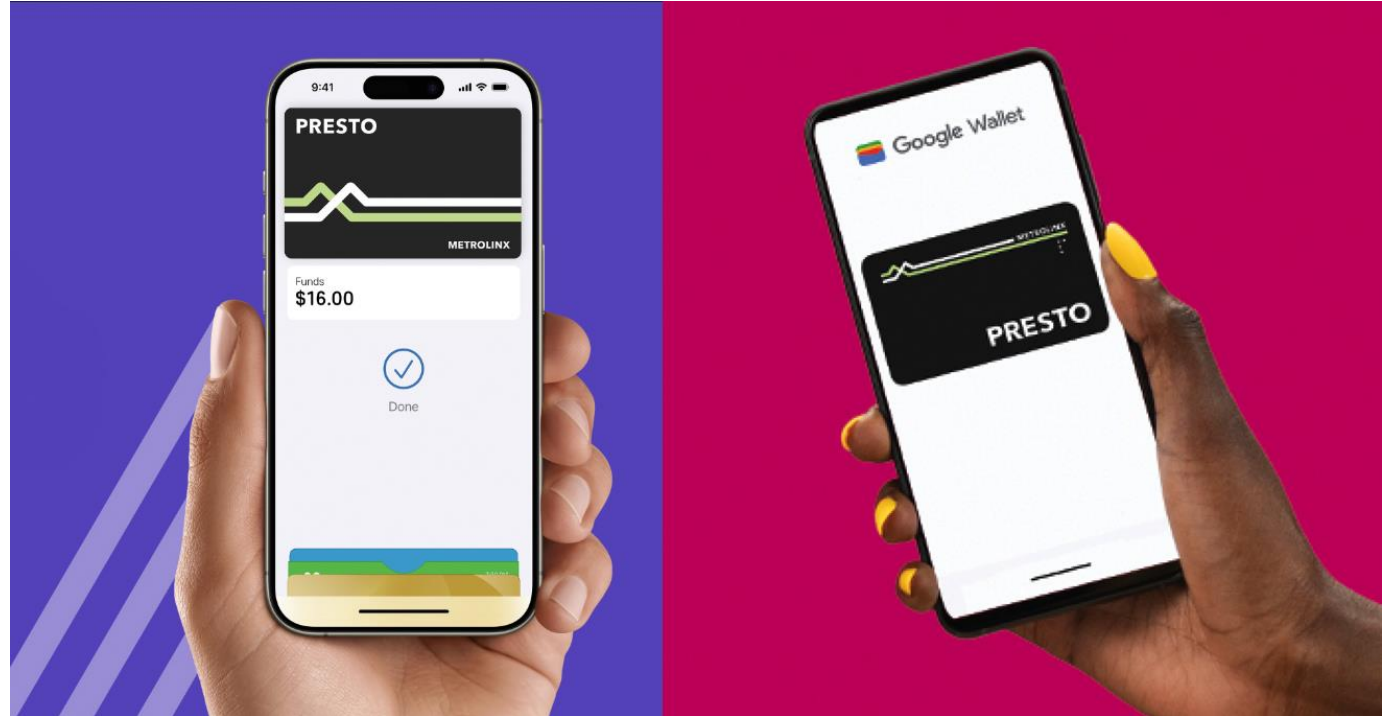 9:41
PRESTO
METROLINX
Funds
$16.00
Done
Google Wallet
METROLINX
PRESTO